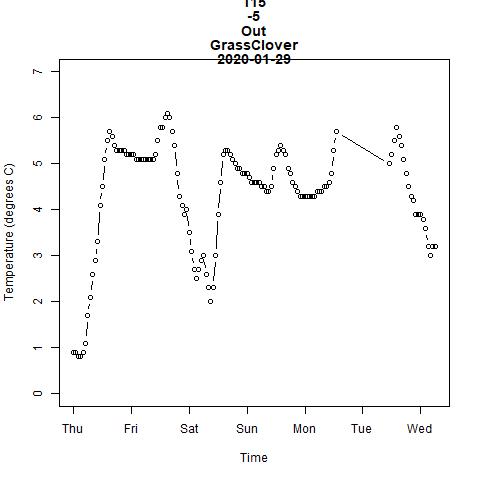 T15
-5
Out
GrassClover
2020-01-29
Temperature (degrees C)
7
6
5
4
3
2
1
0
Thu Fri Sat Sun Mon Tue Wed
Time